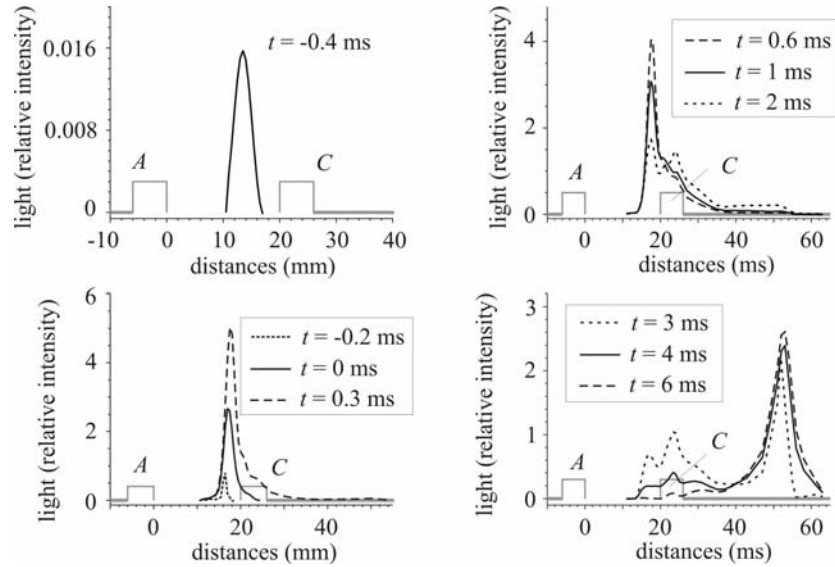 light (relative intensity)
0.016
0.008
0
t = -0.4 ms
A
C
-10 0 10 20 30 40
distances (mm)
light (relative intensity)
4
2
0
t = 0.6 ms
t = 1 ms
t = 2 ms
A
C
0 20 40 60
distances (ms)
light (relative intensity)
6
4
2
0
t = -0.2 ms
t = 0 ms
t = 0.3 ms
A
C
0 20 40
distances (mm)
light (relative intensity)
3
2
1
0
t = 3 ms
t = 4 ms
t = 6 ms
A
C
0 20 40 60
distances (ms)